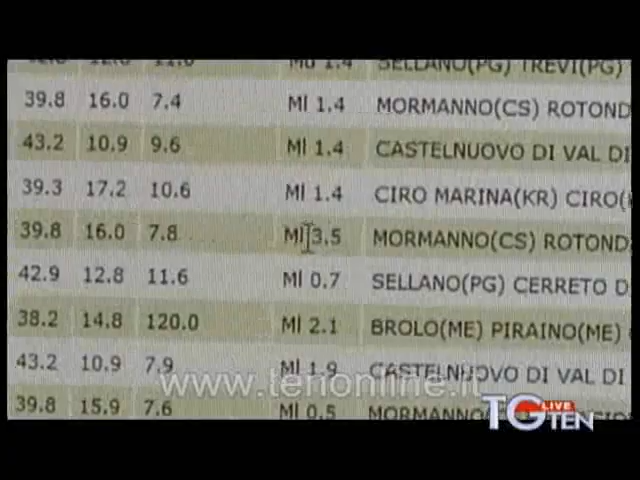 SELLANO(PG) TREVI(PG)
39.8 16.0 7.4 Ml 1.4 MORMANNO(CS) ROTOND
43.2 10.9 9.6 Ml 1.4 CASTELNUOVO DI VAL DI
39.3 17.2 10.6 Ml 1.4 CIRO MARINA(KR) CIRO(
39.8 16.0 7.8 Ml 3.5 MORMANNO(CS) ROTOND
42.9 12.8 11.6 Ml 0.7 SELLANO(PG) CERRETO D
38.2 14.8 120.0 Ml 2.1 BROLO(ME) PIRAINO(ME)
43.2 10.9 7.9 Ml 1.9 CASTELNUOVO DI VAL DI
www.tenonline.it
39.8 15.9 7.6 Ml 0.5 MORMANNO(CS)
TG LIVE TEN